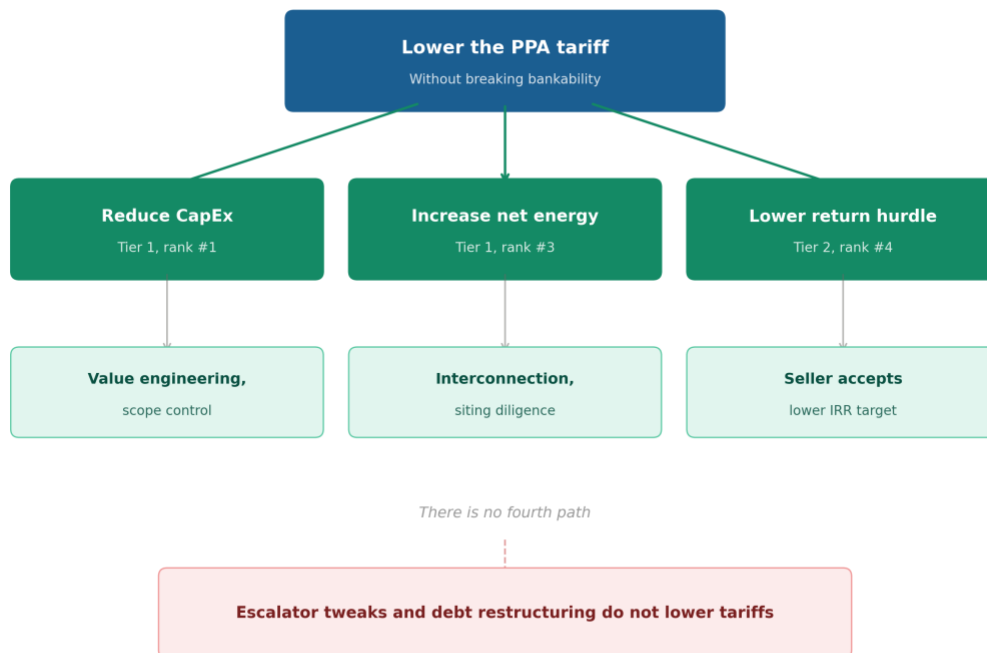 Lower the PPA tariff
Without breaking bankability
Reduce CapEx
Tier 1, rank #1
Increase net energy
Tier 1, rank #3
Lower return hurdle
Tier 2, rank #4
Value engineering,
scope control
Interconnection,
siting diligence
Seller accepts
lower IRR target
There is no fourth path
Escalator tweaks and debt restructuring do not lower tariffs